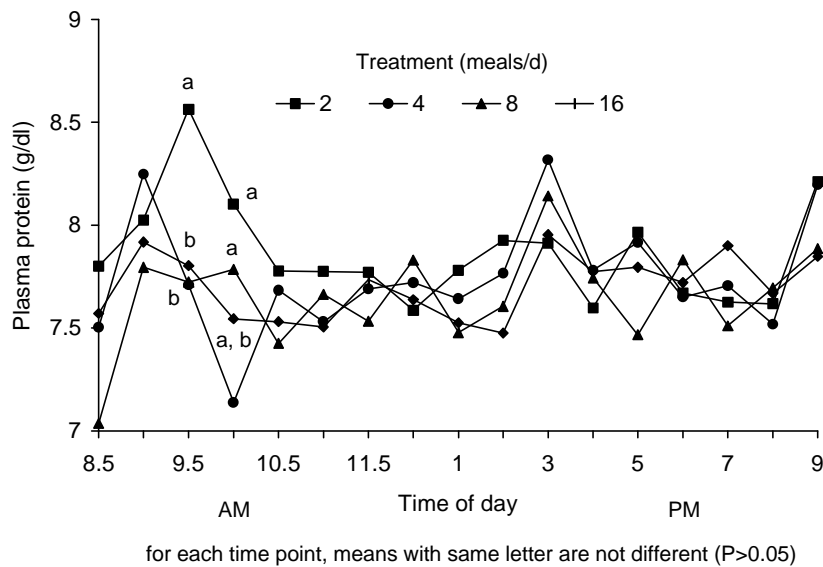 Treatment (meals/d)
2 4 8 16
Plasma protein (g/dl)
9
8.5
8
7.5
7
a
a
b
a
b
a, b
8.5 9.5 10.5 11.5 1 3 5 7 9
AM Time of day PM
for each time point, means with same letter are not different (P>0.05)